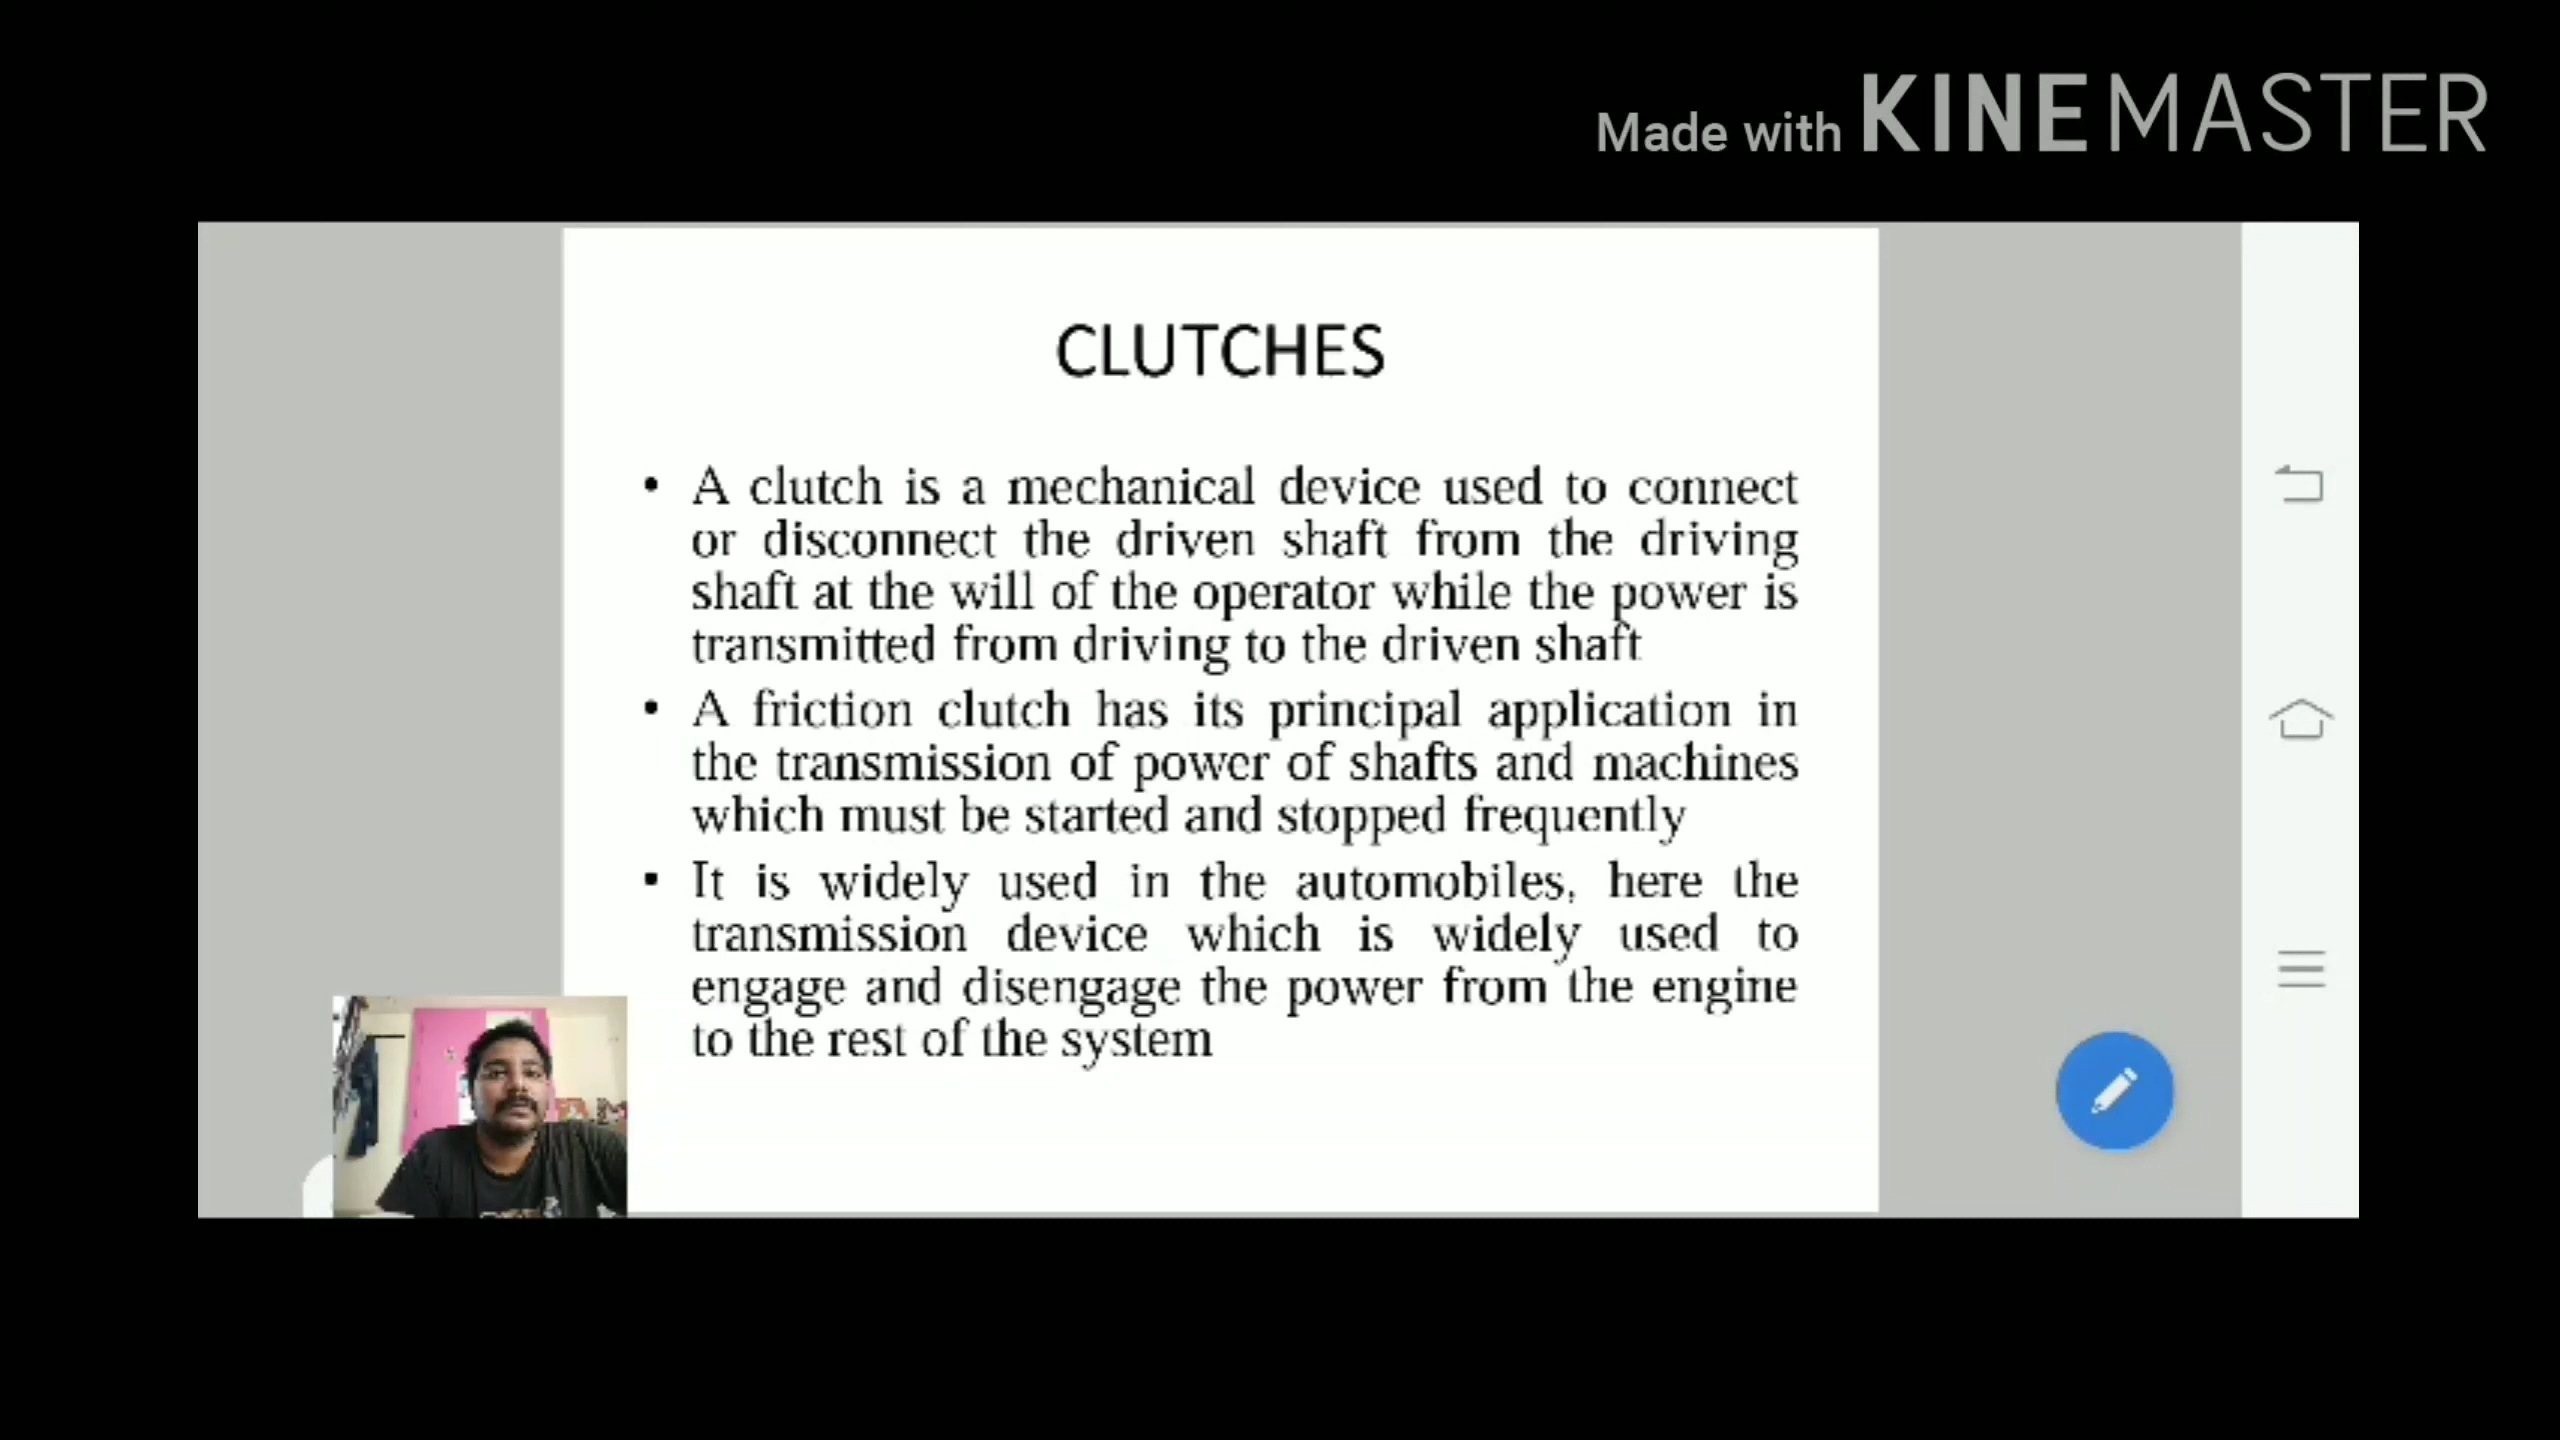 Made with KINEMASTER
CLUTCHES
• A clutch is a mechanical device used to connect
or disconnect the driven shaft from the driving
shaft at the will of the operator while the power is
transmitted from driving to the driven shaft
• A friction clutch has its principal application in
the transmission of power of shafts and machines
which must be started and stopped frequently
• It is widely used in the automobiles, here the
transmission device which is widely used to
engage and disengage the power from the engine
to the rest of the system